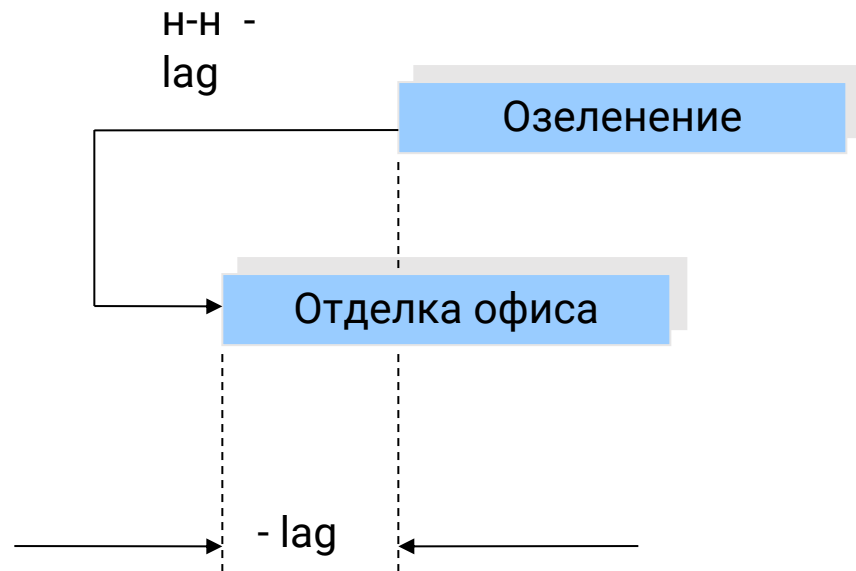 н-н -
lag
Озеленение
Отделка офиса
- lag